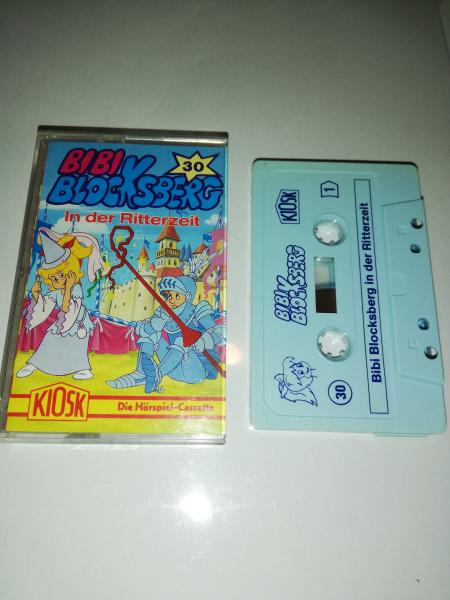 BIBI
30
BLOCKSBERG
In der Ritterzeit
KIOSK
Die Hörspiel-Cassette
KIOSK
1
BIBI
BLOCKSBERG
30
Bibi Blocksberg in der Ritterzeit